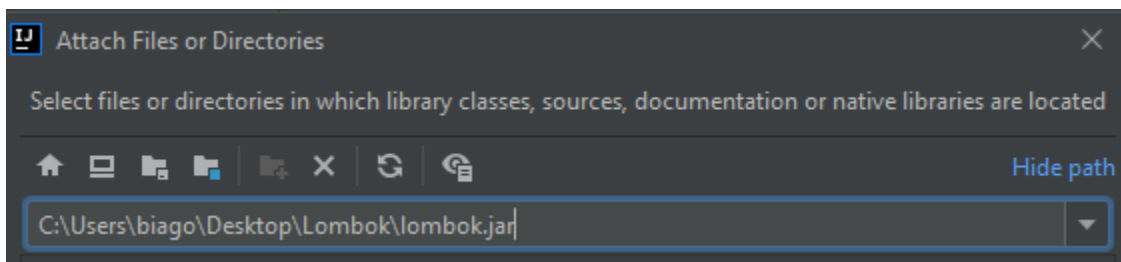 IJ Attach Files or Directories
Select files or directories in which library classes, sources, documentation or native libraries are located
Hide path
C:\Users\biago\Desktop\Lombok\lombok.jar